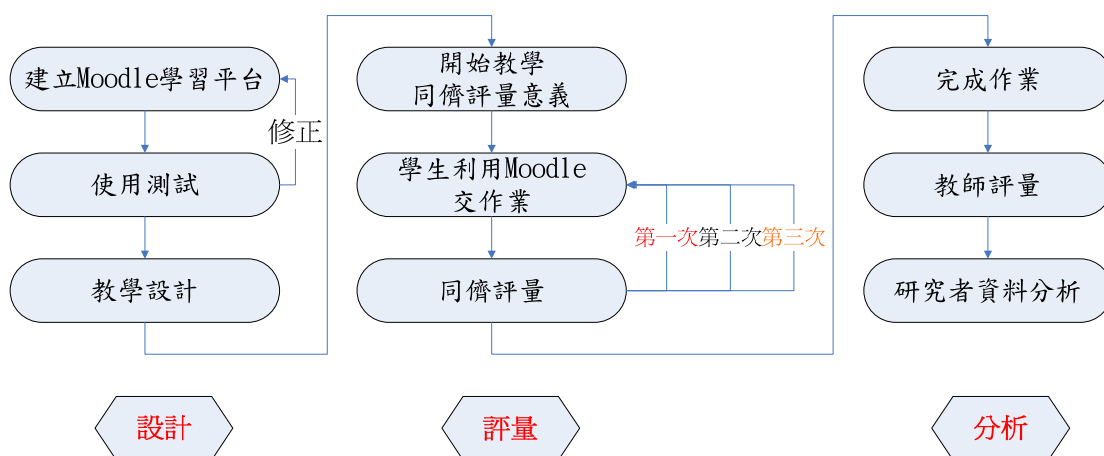 建立Moodle學習平台
修正
使用測試
教學設計
設計
開始教學
同儕評量意義
學生利用Moodle
交作業
第一次 第二次 第三次
同儕評量
評量
完成作業
教師評量
研究者資料分析
分析